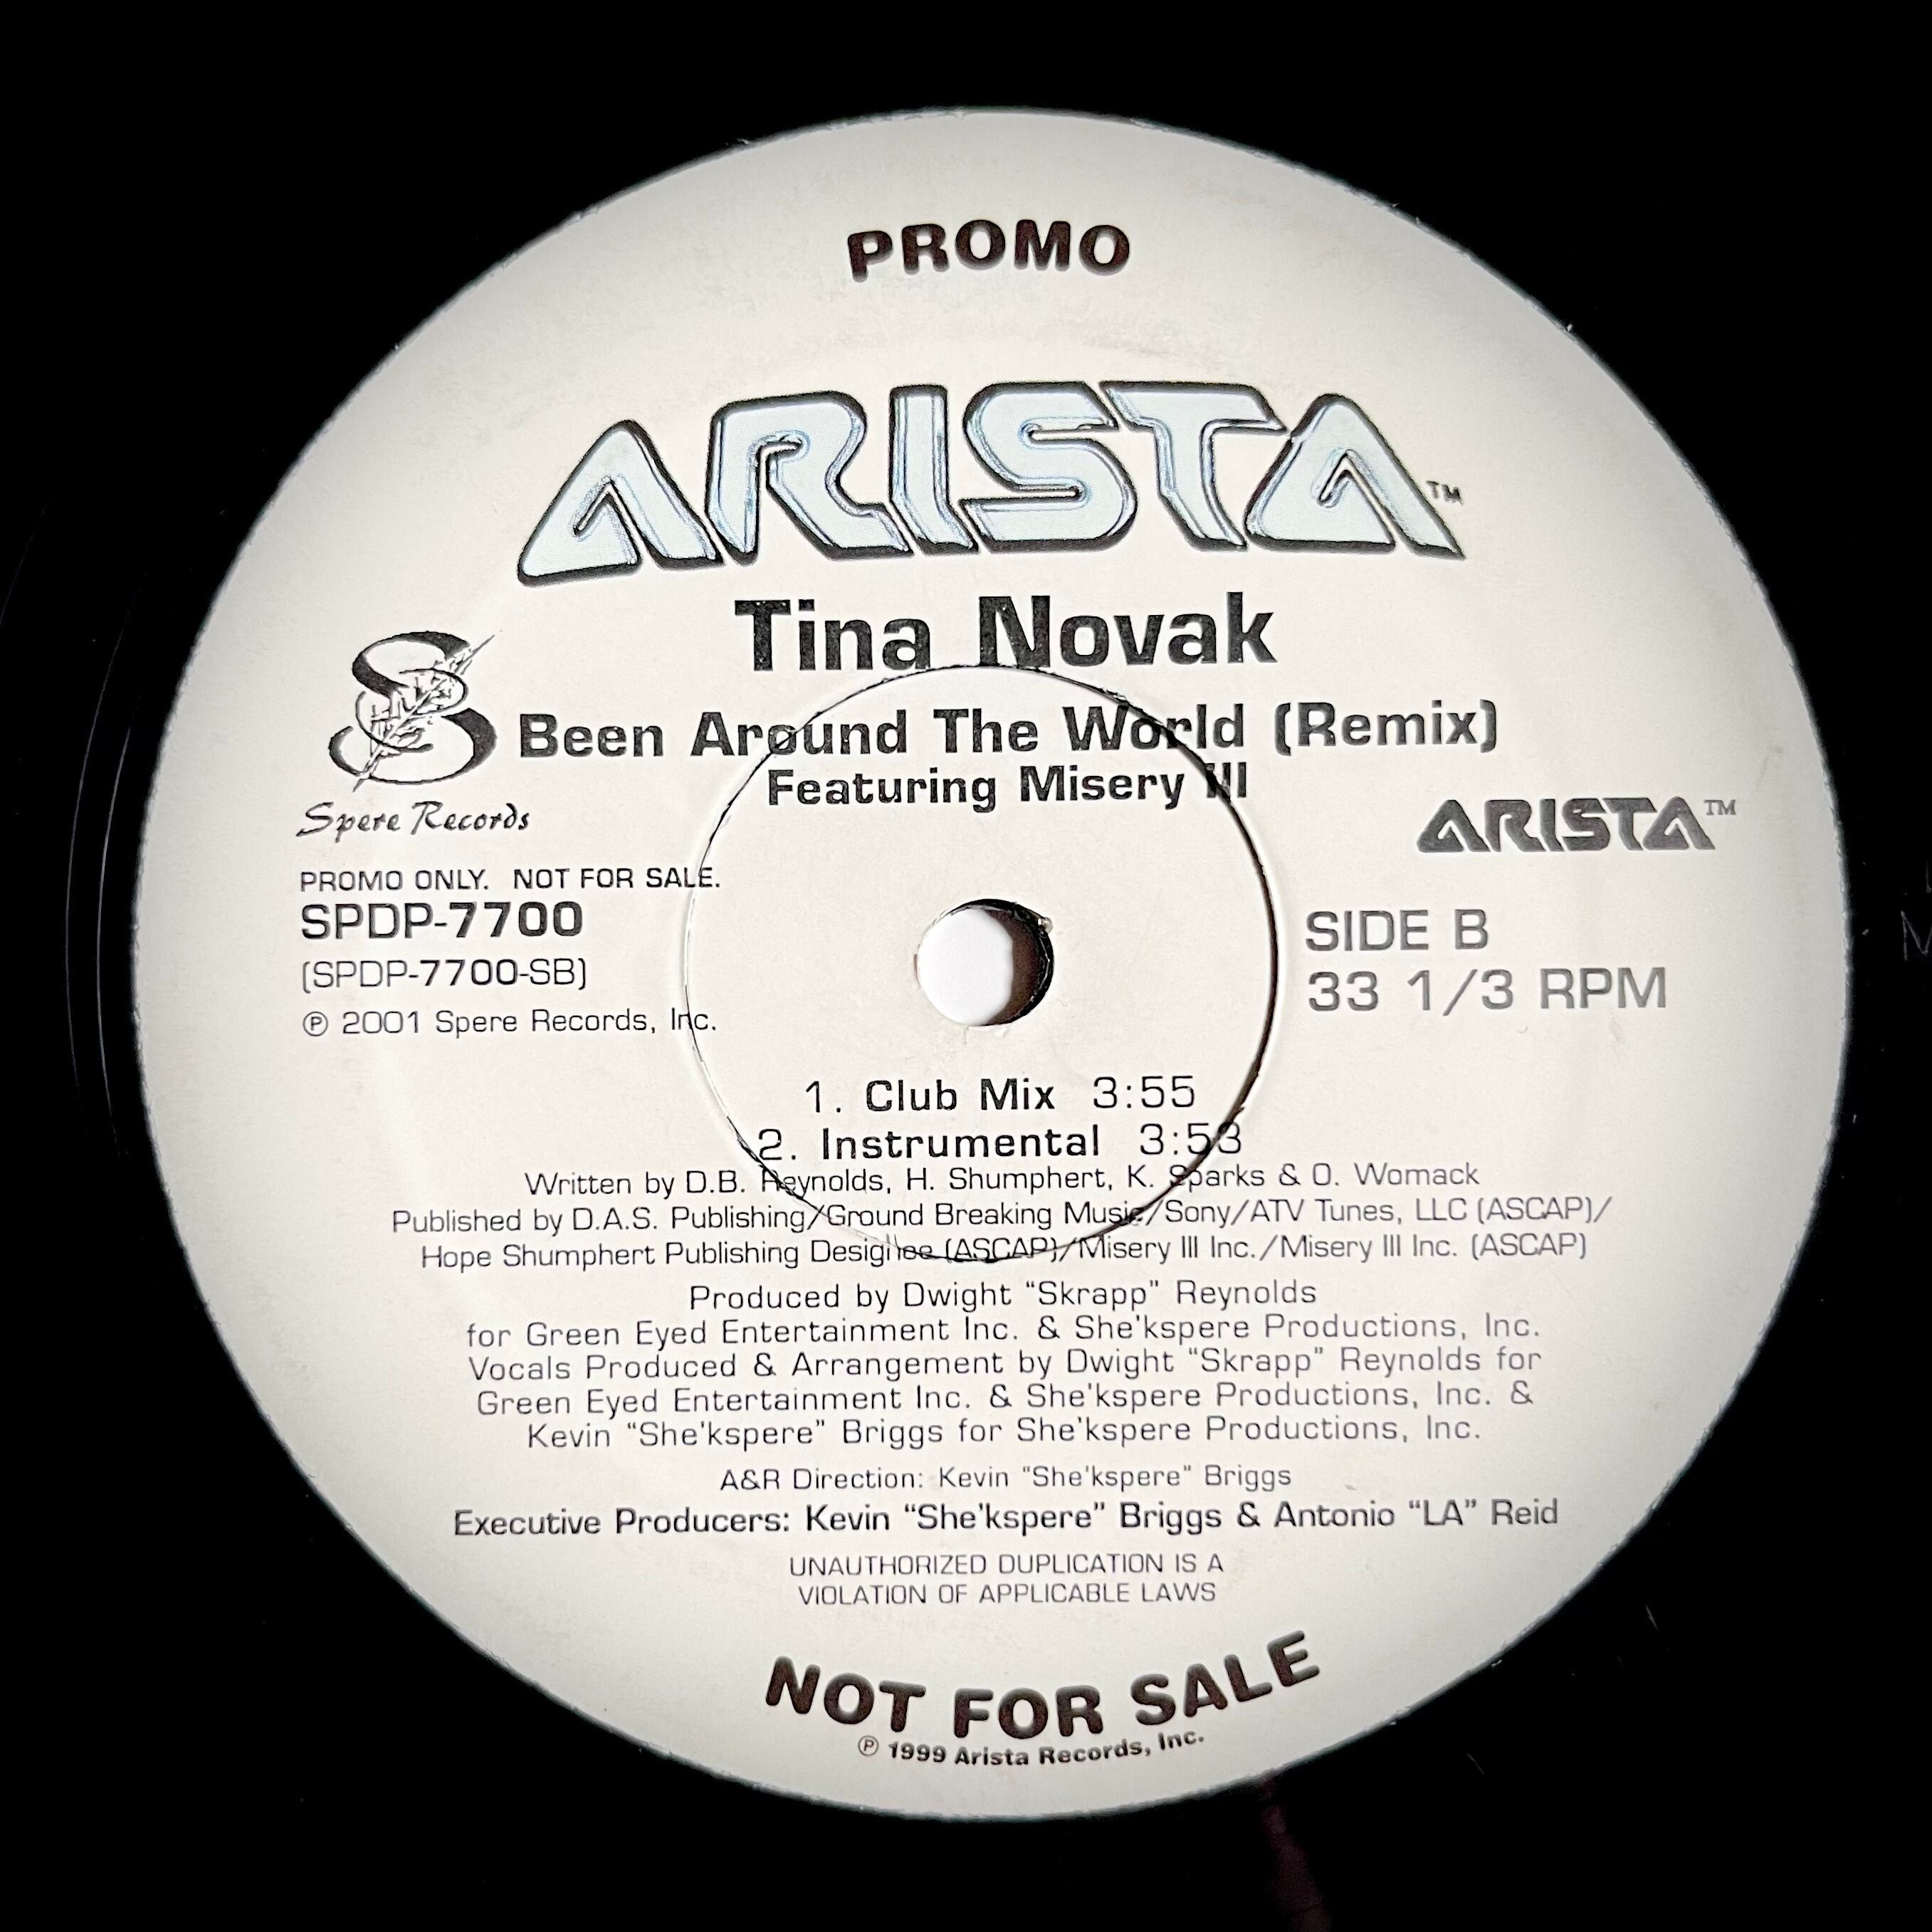 PROMO
ARISTA™
Tina Novak
Been Around The World (Remix)
Featuring Misery III
Spere Records
ARISTA™
PROMO ONLY. NOT FOR SALE.
SPDP-7700
(SPDP-7700-SB)
℗ 2001 Spere Records, Inc.
SIDE B
33 1/3 RPM
1. Club Mix 3:55
2. Instrumental 3:53
Written by D.B. Reynolds, H. Shumphert, K. Sparks & O. Womack
Published by D.A.S. Publishing/Ground Breaking Music/Sony/ATV Tunes, LLC (ASCAP)/
Hope Shumphert Publishing Designee (ASCAP)/Misery III Inc./Misery III Inc. (ASCAP)
Produced by Dwight “Skrapp” Reynolds
for Green Eyed Entertainment Inc. & She'kspere Productions, Inc.
Vocals Produced & Arrangement by Dwight “Skrapp” Reynolds for
Green Eyed Entertainment Inc. & She'kspere Productions, Inc. &
Kevin “She'kspere” Briggs for She'kspere Productions, Inc.
A&R Direction: Kevin “She'kspere” Briggs
Executive Producers: Kevin “She'kspere” Briggs & Antonio “LA” Reid
UNAUTHORIZED DUPLICATION IS A
VIOLATION OF APPLICABLE LAWS
NOT FOR SALE
℗ 1999 Arista Records, Inc.